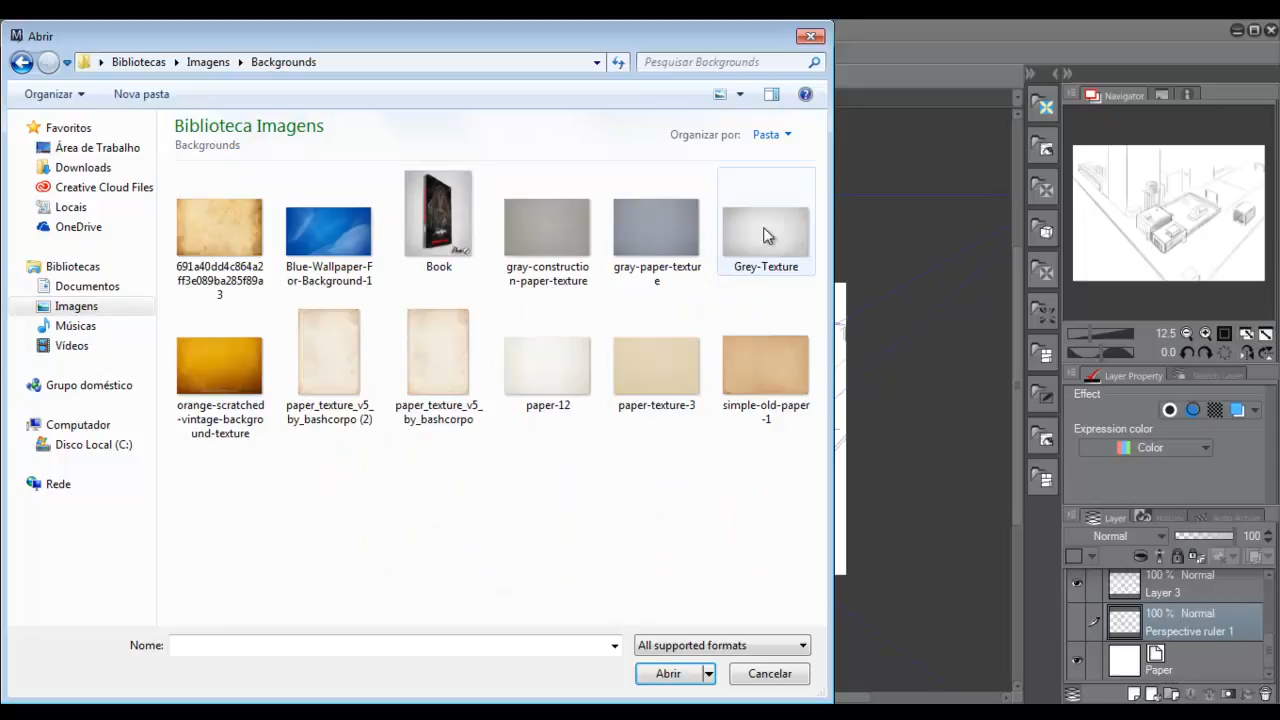 Abrir
Bibliotecas
Imagens
Backgrounds
Pesquisar Backgrounds
Organizar
Nova pasta
Favoritos
Área de Trabalho
Downloads
Creative Cloud Files
Locais
OneDrive
Bibliotecas
Documentos
Imagens
Músicas
Vídeos
Grupo doméstico
Computador
Disco Local (C:)
Rede
Biblioteca Imagens
Backgrounds
Organizar por:
Pasta
691a40dd4c864a2
ff3e089ba285f89a
3
Blue-Wallpaper-F
or-Background-1
Book
gray-constructio
n-paper-texture
gray-paper-textur
e
Grey-Texture
orange-scratched
-vintage-backgro
und-texture
paper_texture_v5_
by_bashcorpo (2)
paper_texture_v5_
by_bashcorpo
paper-12
paper-texture-3
simple-old-paper
-1
Nome:
All supported formats
Abrir
Cancelar
Navigator
12.5
0.0
Layer Property
Search Layer
Effect
Expression color
Color
Layer
History
Auto Action
Normal
100
100 % Normal
Layer 3
100 % Normal
Perspective ruler 1
Paper